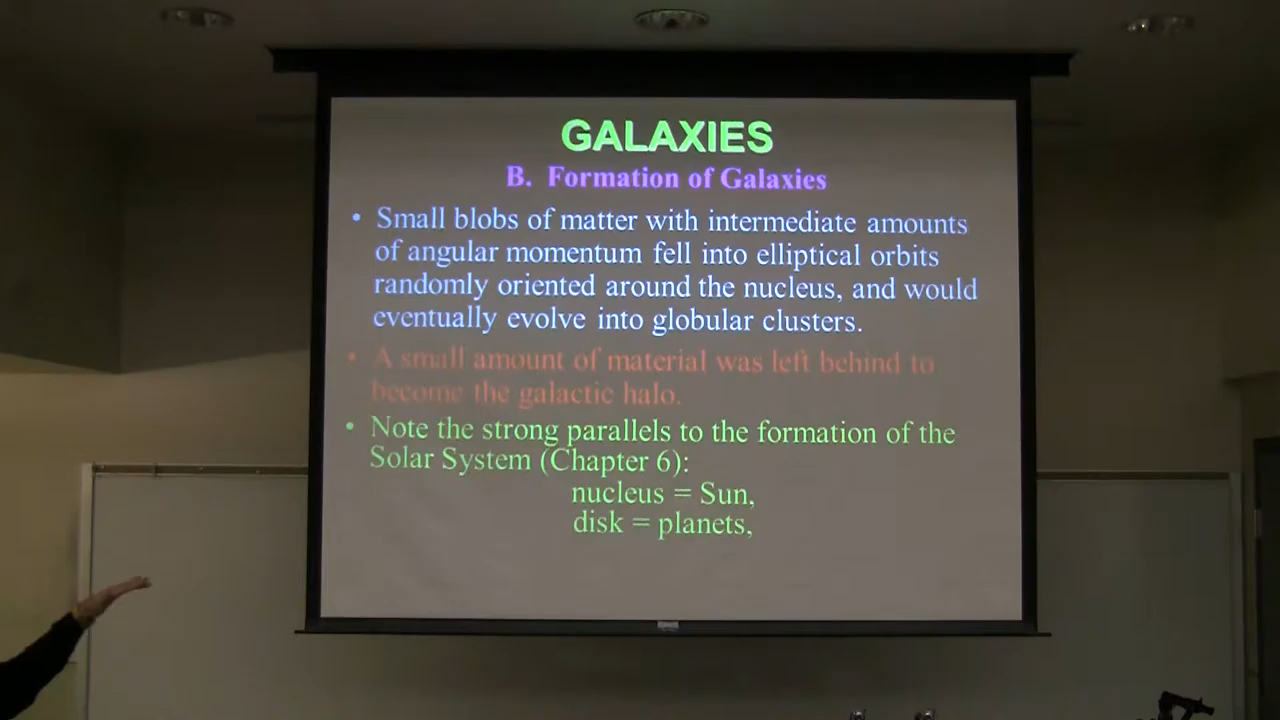 GALAXIES
B. Formation of Galaxies
• Small blobs of matter with intermediate amounts
of angular momentum fell into elliptical orbits
randomly oriented around the nucleus, and would
eventually evolve into globular clusters.
• A small amount of material was left behind to
become the galactic halo.
• Note the strong parallels to the formation of the
Solar System (Chapter 6):
nucleus = Sun,
disk = planets,